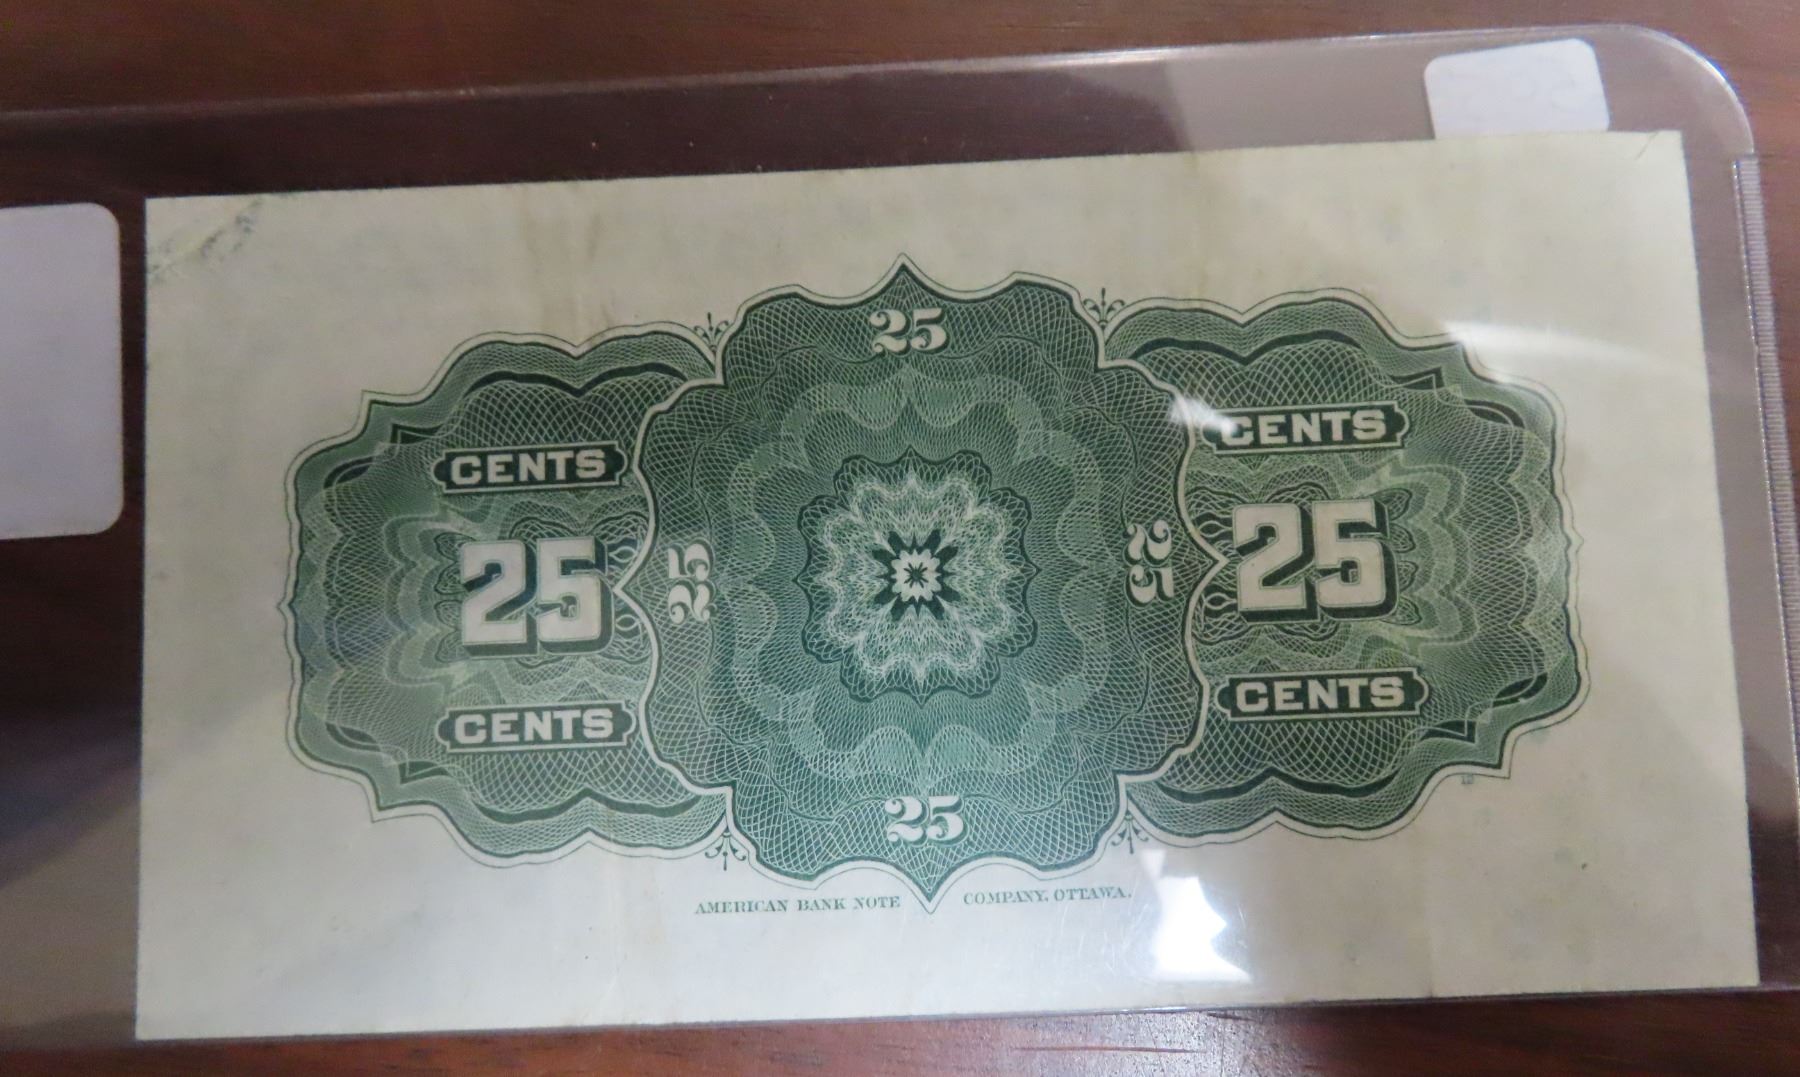 25
CENTS CENTS
25 25 25 25
CENTS CENTS
25
AMERICAN BANK NOTE COMPANY, OTTAWA.